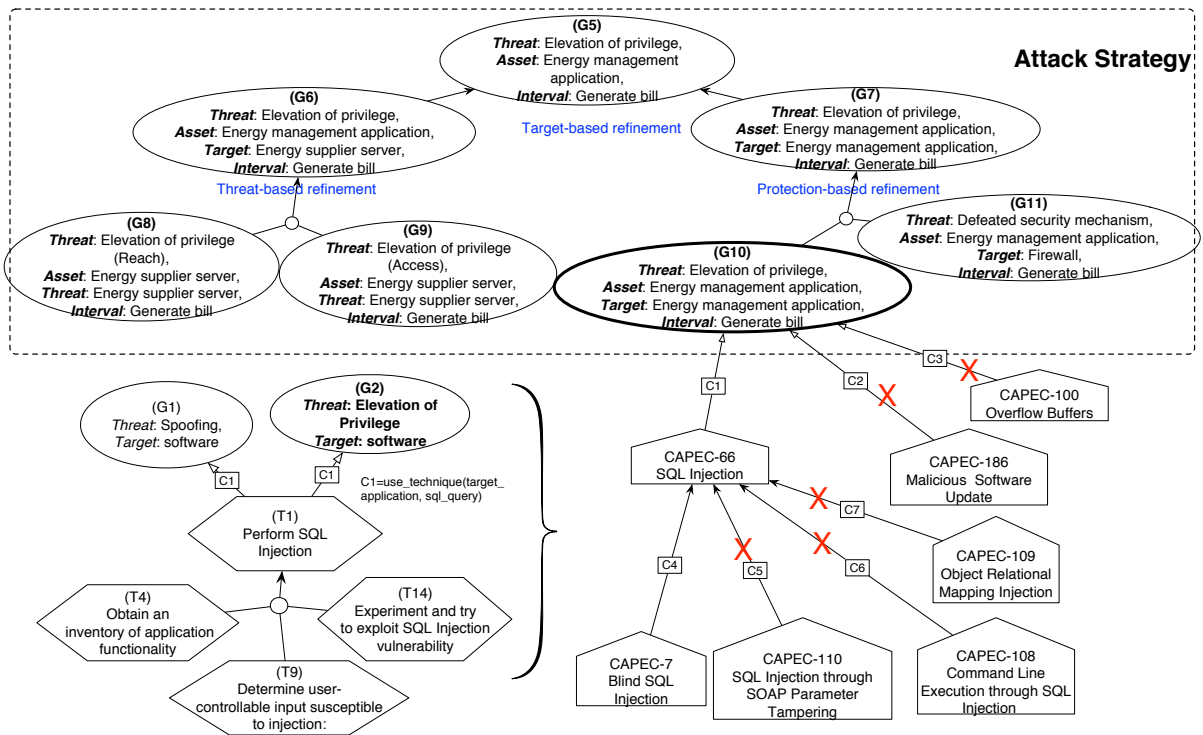 Attack Strategy
(G5)
Threat: Elevation of privilege,
Asset: Energy management
application,
Interval: Generate bill
(G6)
Threat: Elevation of privilege,
Asset: Energy management application,
Target: Energy supplier server,
Interval: Generate bill
Target-based refinement
(G7)
Threat: Elevation of privilege,
Asset: Energy management application,
Target: Energy management application,
Interval: Generate bill
Threat-based refinement
Protection-based refinement
(G8)
Threat: Elevation of privilege
(Reach),
Asset: Energy supplier server,
Threat: Energy supplier server,
Interval: Generate bill
(G9)
Threat: Elevation of privilege
(Access),
Asset: Energy supplier server,
Threat: Energy supplier server,
Interval: Generate bill
(G10)
Threat: Elevation of privilege,
Asset: Energy management application,
Target: Energy management application,
Interval: Generate bill
(G11)
Threat: Defeated security mechanism,
Asset: Energy management application,
Target: Firewall,
Interval: Generate bill
C1
C2
C3
X
X
CAPEC-100
Overflow Buffers
CAPEC-186
Malicious Software
Update
CAPEC-66
SQL Injection
X
C7
CAPEC-109
Object Relational
Mapping Injection
C4
X
C5
X
C6
CAPEC-7
Blind SQL
Injection
CAPEC-110
SQL Injection through
SOAP Parameter
Tampering
CAPEC-108
Command Line
Execution through SQL
Injection
(G1)
Threat: Spoofing,
Target: software
(G2)
Threat: Elevation of
Privilege
Target: software
C1
C1
C1=use_technique(target_
application, sql_query)
(T1)
Perform SQL
Injection
(T4)
Obtain an
inventory of application
functionality
(T14)
Experiment and try
to exploit SQL Injection
vulnerability
(T9)
Determine user-
controllable input susceptible
to injection: